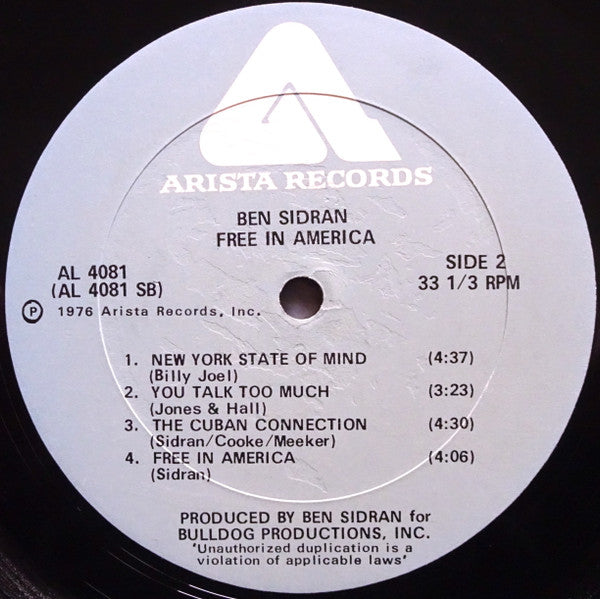 ARISTA RECORDS
BEN SIDRAN
FREE IN AMERICA
AL 4081
(AL 4081 SB)
Ⓟ 1976 Arista Records, Inc.
SIDE 2
33 1/3 RPM
1. NEW YORK STATE OF MIND (4:37)
(Billy Joel)
2. YOU TALK TOO MUCH (3:23)
(Jones & Hall)
3. THE CUBAN CONNECTION (4:30)
(Sidran/Cooke/Meeker)
4. FREE IN AMERICA (4:06)
(Sidran)
PRODUCED BY BEN SIDRAN for
BULLDOG PRODUCTIONS, INC.
'Unauthorized duplication is a
violation of applicable laws'